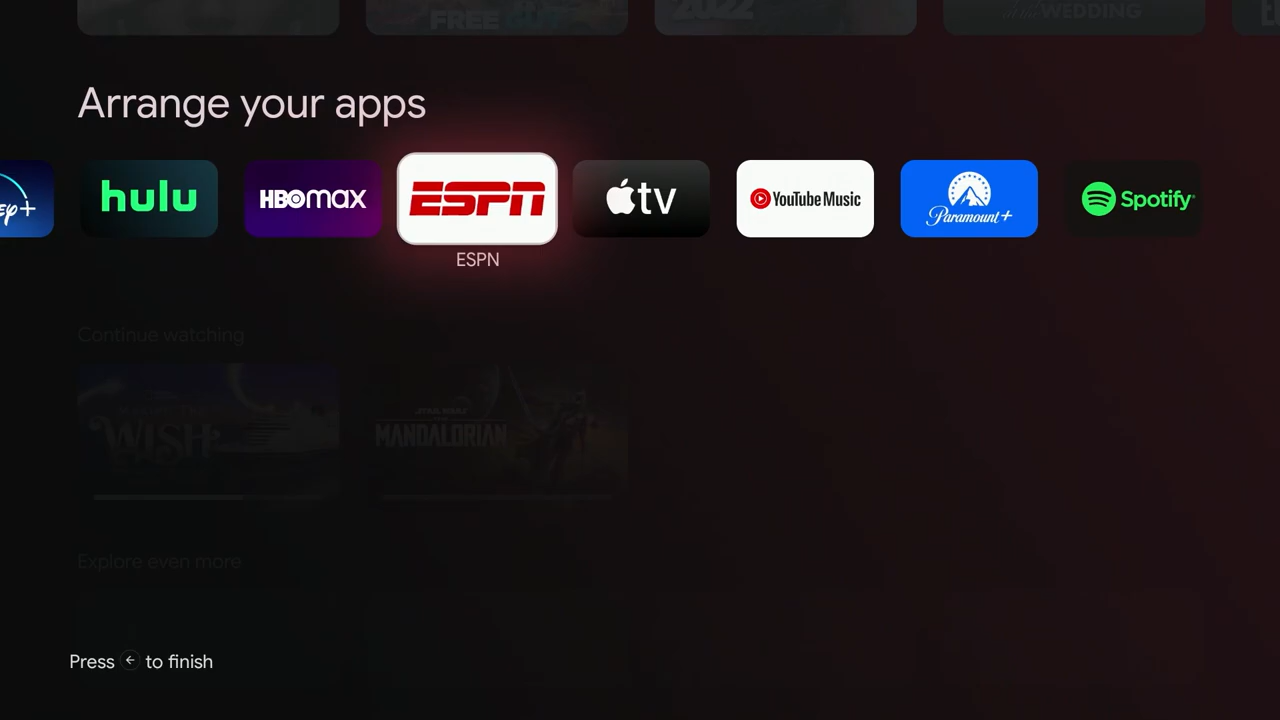 FREE
2022
WEDDING
Arrange your apps
hulu
HBOmax
ESPN
tv
YouTube Music
Paramount+
Spotify
ESPN
Continue watching
WISH
STAR WARS
MANDALORIAN
Explore even more
Press ← to finish